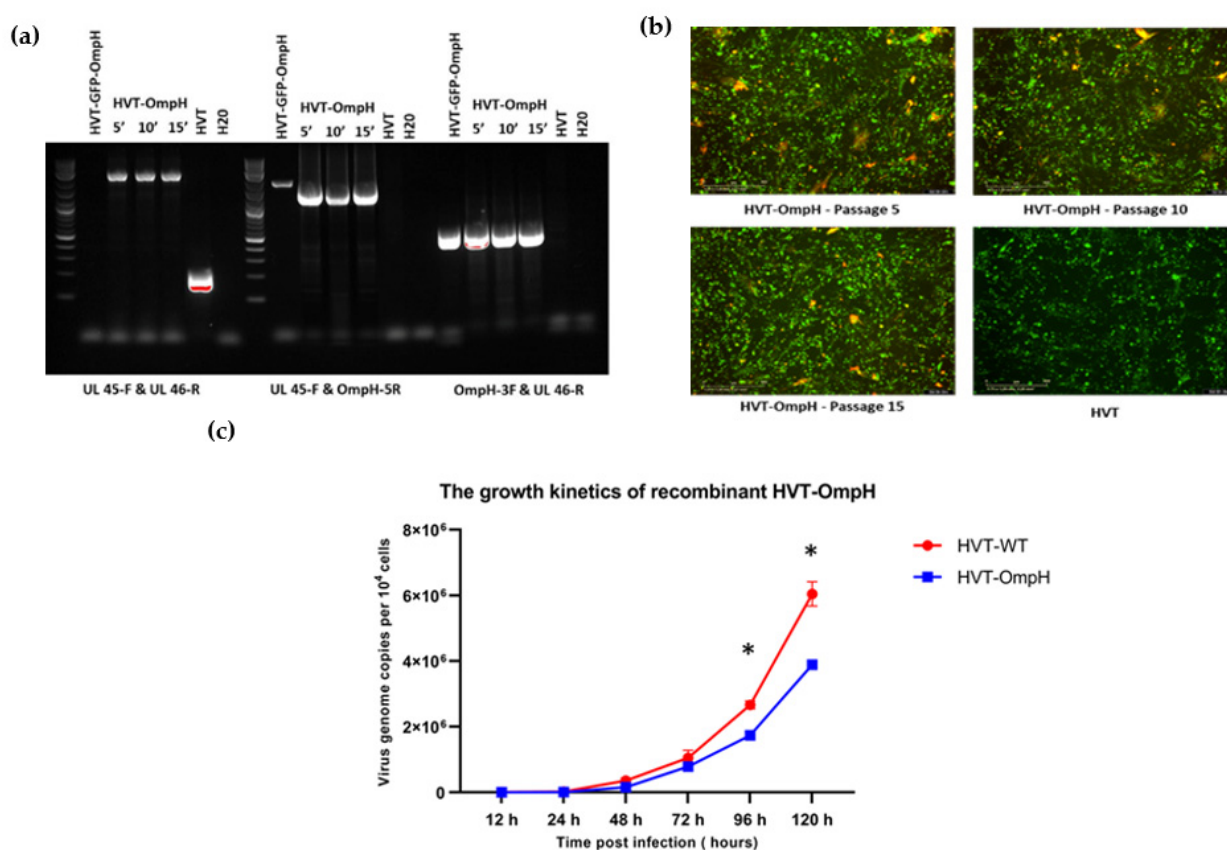 (a)
HVT-GFP-OmpH
HVT-OmpH
5’ 10’ 15’
HVT
H20
HVT-GFP-OmpH
HVT-OmpH
5’ 10’ 15’
HVT
H20
HVT-GFP-OmpH
HVT-OmpH
5’ 10’ 15’
HVT
H20
UL 45-F & UL 46-R
UL 45-F & OmpH-5R
OmpH-3F & UL 46-R
(b)
HVT-OmpH - Passage 5
HVT-OmpH - Passage 10
HVT-OmpH - Passage 15
HVT
(c)
The growth kinetics of recombinant HVT-OmpH
Virus genome copies per 10⁴ cells
8×10⁶
6×10⁶
4×10⁶
2×10⁶
0
*
*
12 h 24 h 48 h 72 h 96 h 120 h
Time post infection ( hours)
HVT-WT
HVT-OmpH